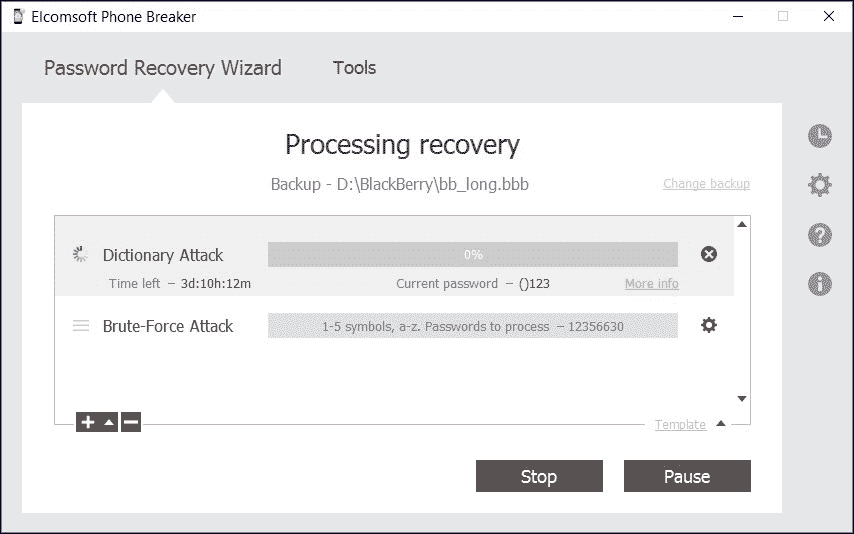 Elcomsoft Phone Breaker
Password Recovery Wizard Tools
Processing recovery
Backup - D:\BlackBerry\bb_long.bbb Change backup
Dictionary Attack 0%
Time left – 3d:10h:12m Current password – ()123 More info
Brute-Force Attack 1-5 symbols, a-z. Passwords to process – 12356630
Template
Stop Pause